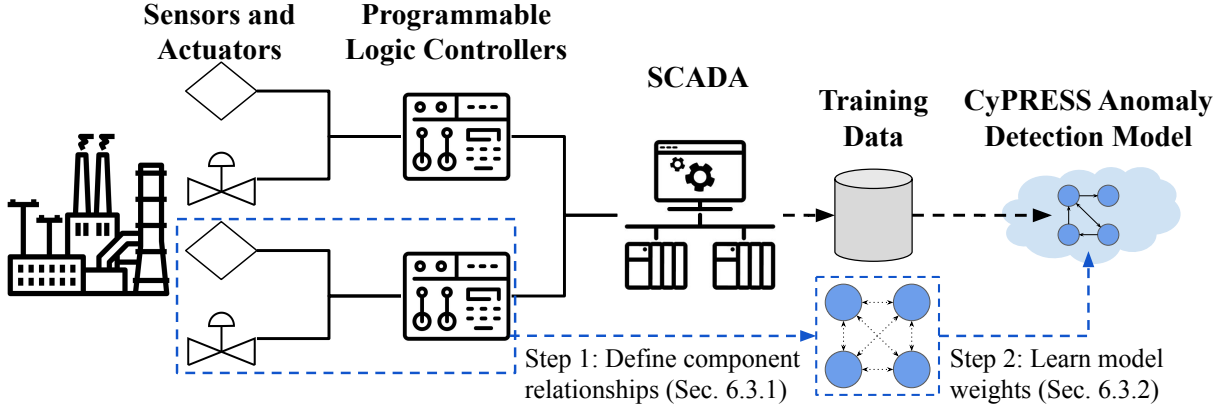 Sensors and
Actuators
Programmable
Logic Controllers
SCADA
Training
Data
CyPRESS Anomaly
Detection Model
Step 1: Define component
relationships (Sec. 6.3.1)
Step 2: Learn model
weights (Sec. 6.3.2)